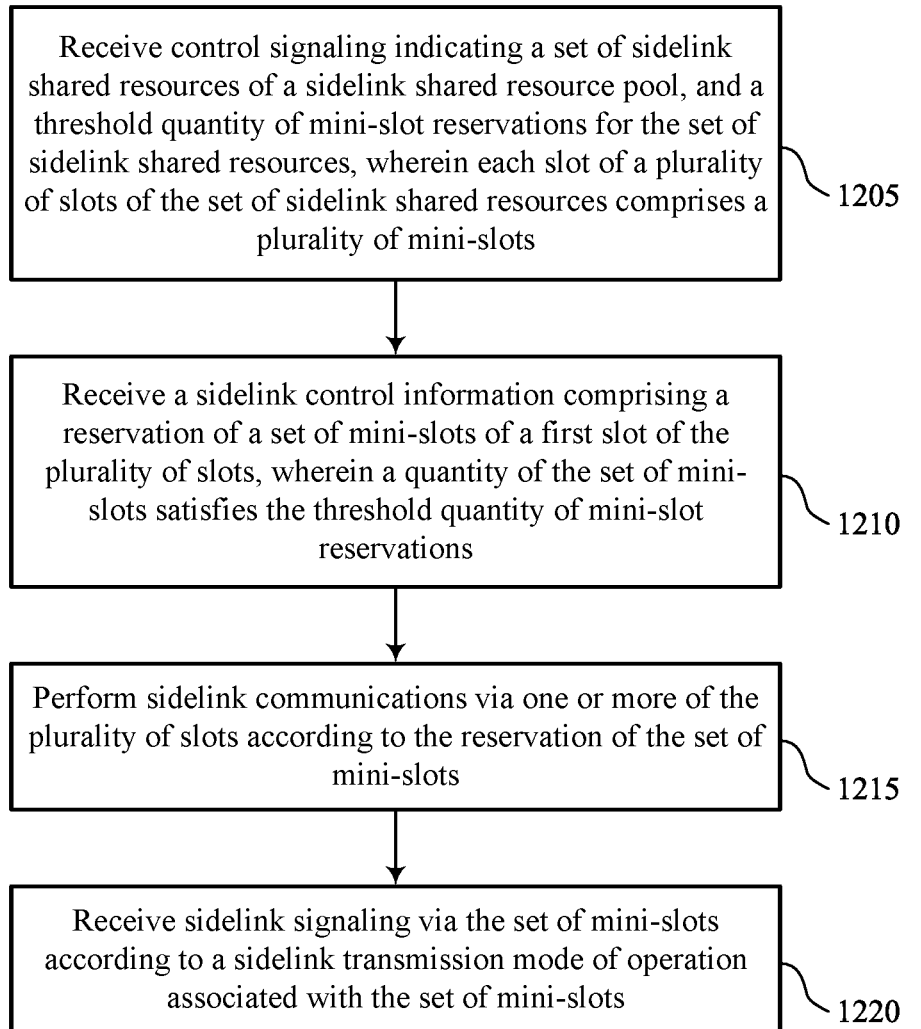 Receive control signaling indicating a set of sidelink
shared resources of a sidelink shared resource pool, and a
threshold quantity of mini-slot reservations for the set of
sidelink shared resources, wherein each slot of a plurality
of slots of the set of sidelink shared resources comprises a
plurality of mini-slots
1205
Receive a sidelink control information comprising a
reservation of a set of mini-slots of a first slot of the
plurality of slots, wherein a quantity of the set of mini-
slots satisfies the threshold quantity of mini-slot
reservations
1210
Perform sidelink communications via one or more of the
plurality of slots according to the reservation of the set of
mini-slots
1215
Receive sidelink signaling via the set of mini-slots
according to a sidelink transmission mode of operation
associated with the set of mini-slots
1220